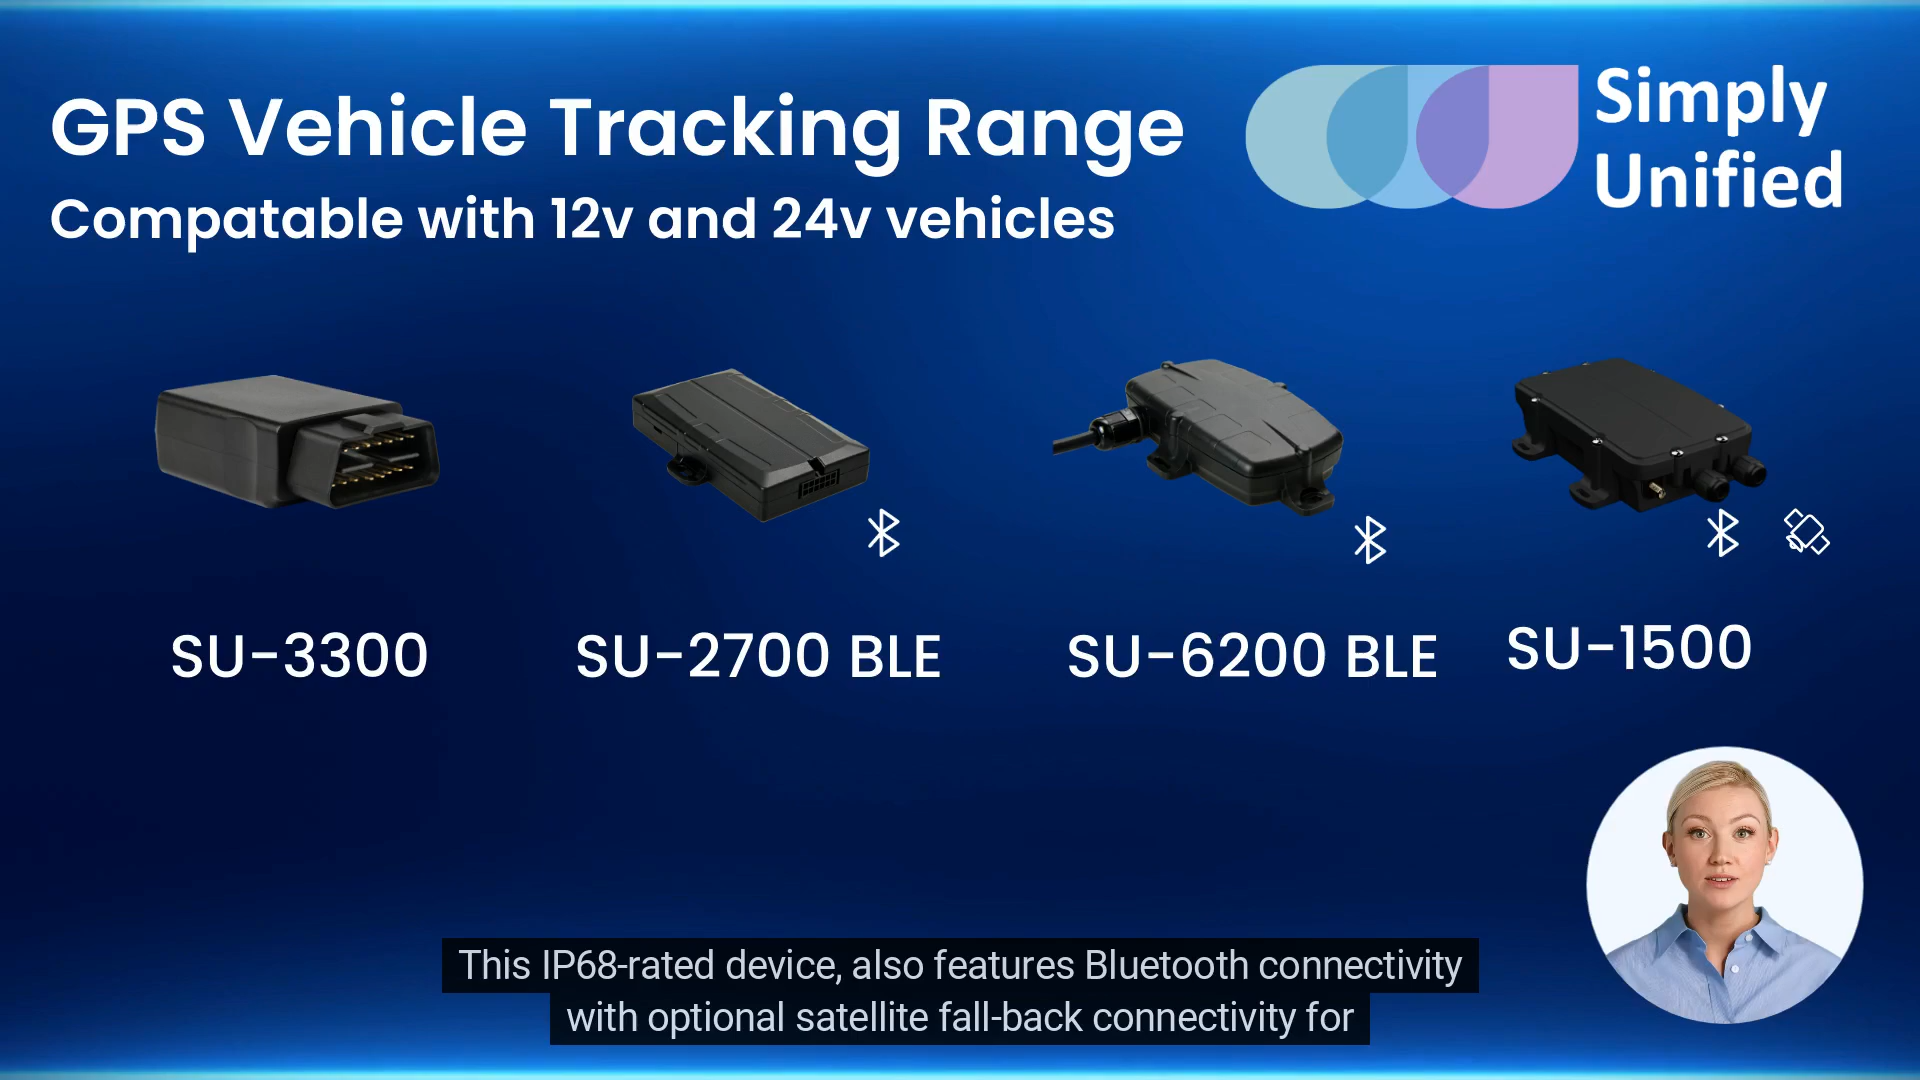 GPS Vehicle Tracking Range
Compatable with 12v and 24v vehicles
Simply
Unified
SU-3300
SU-2700 BLE
SU-6200 BLE
SU-1500
This IP68-rated device, also features Bluetooth connectivity
with optional satellite fall-back connectivity for